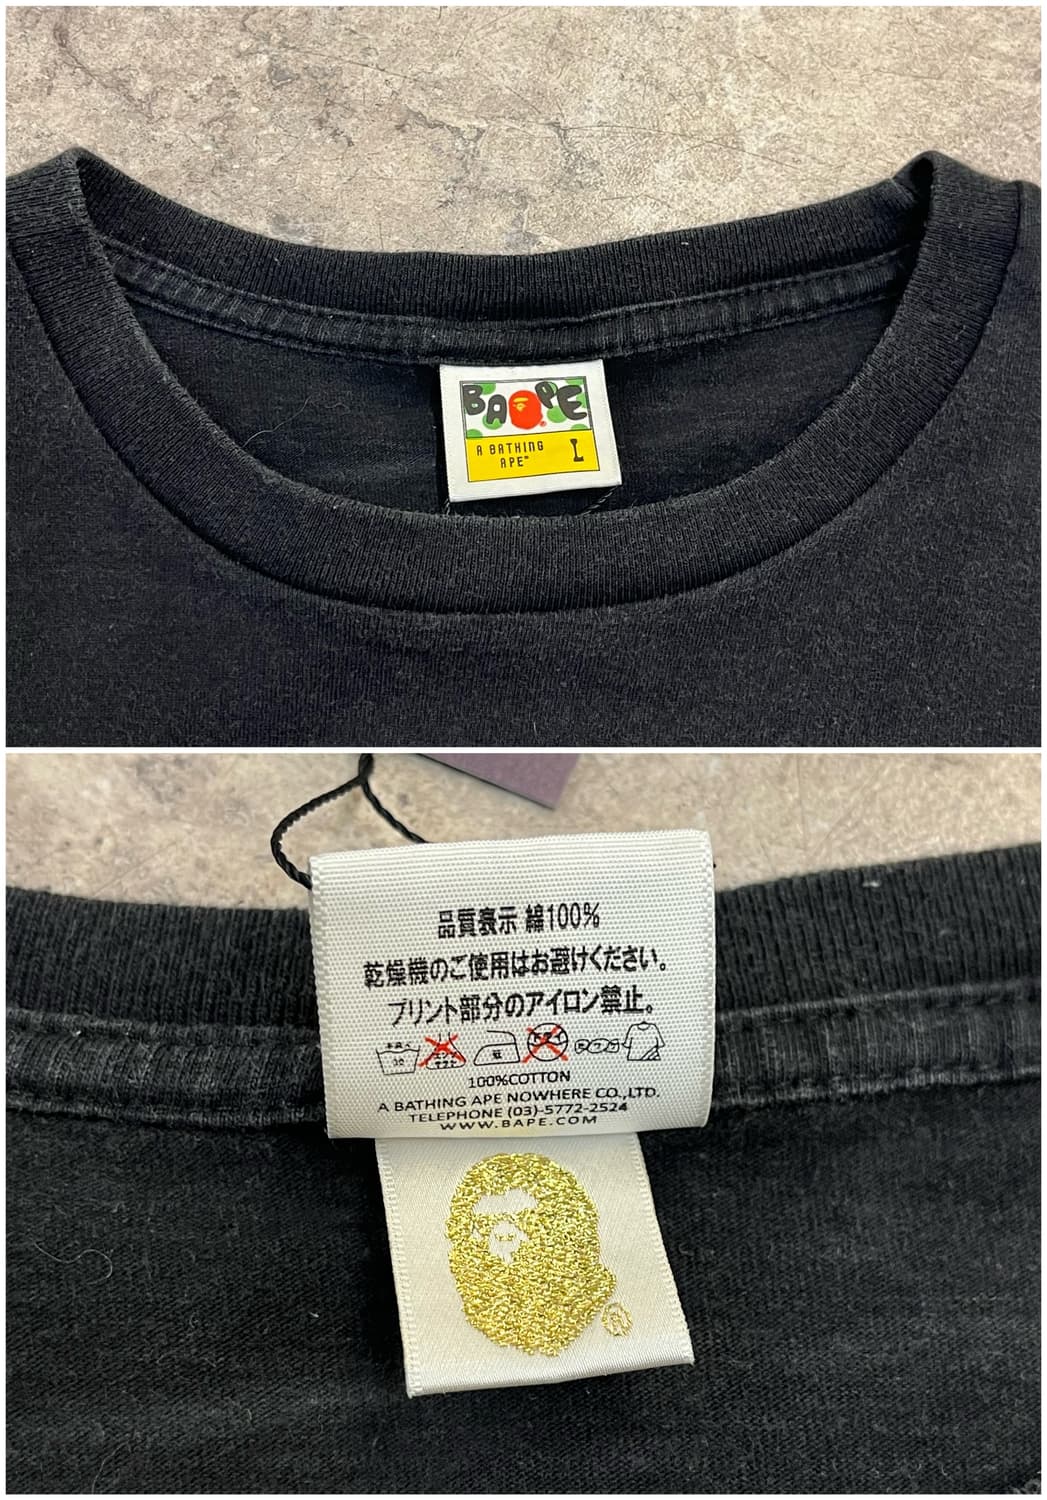 BAPE
A BATHING
APE™
L
品質表示 綿100%
乾燥機のご使用はお避けください。
プリント部分のアイロン禁止。
低
100%COTTON
A BATHING APE NOWHERE CO.,LTD.
TELEPHONE (03)-5772-2524
WWW.BAPE.COM
®